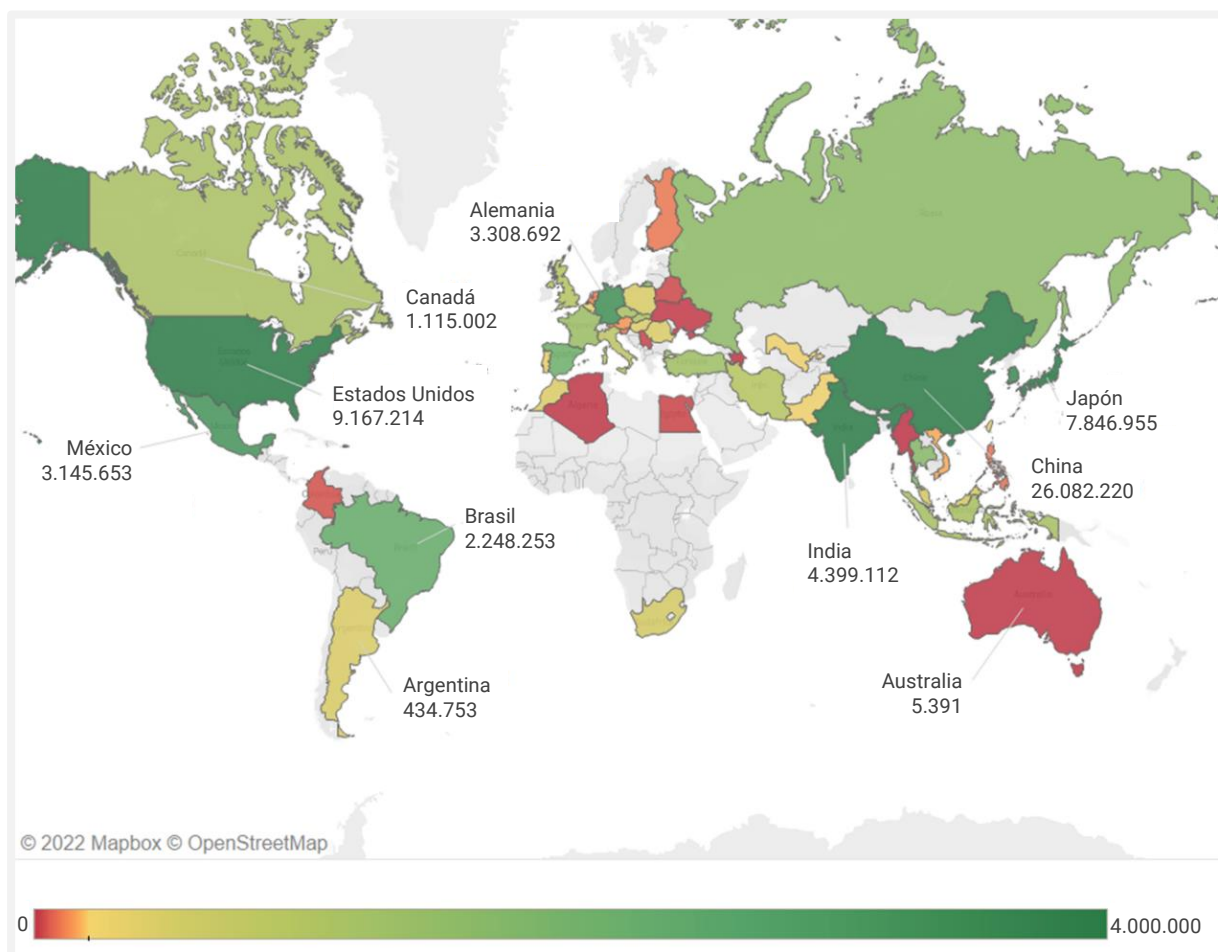 Alemania
3.308.692
Canadá
1.115.002
Estados Unidos
9.167.214
México
3.145.653
Japón
7.846.955
China
26.082.220
Brasil
2.248.253
India
4.399.112
Perú
Argentina
434.753
Australia
5.391
© 2022 Mapbox © OpenStreetMap
0
4.000.000